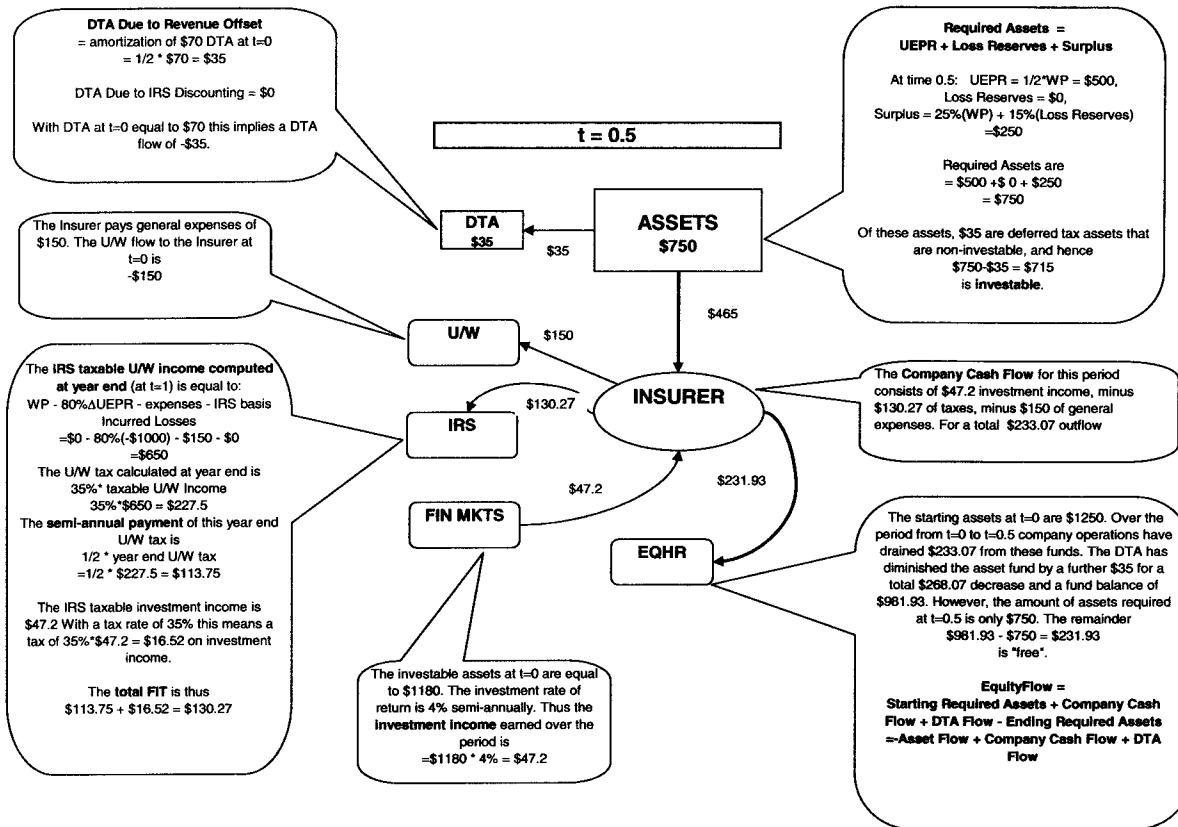 DTA Due to Revenue Offset
= amortization of $70 DTA at t=0
= 1/2 * $70 = $35
DTA Due to IRS Discounting = $0
With DTA at t=0 equal to $70 this implies a DTA
flow of -$35.
t = 0.5
Required Assets =
UEPR + Loss Reserves + Surplus
At time 0.5: UEPR = 1/2*WP = $500,
Loss Reserves = $0,
Surplus = 25%(WP) + 15%(Loss Reserves)
=$250
Required Assets are
= $500 +$ 0 + $250
= $750
Of these assets, $35 are deferred tax assets that
are non-investable, and hence
$750-$35 = $715
is investable.
DTA
$35
$35
ASSETS
$750
The Insurer pays general expenses of
$150. The U/W flow to the Insurer at
t=0 is
-$150
U/W
$150
$465
The IRS taxable U/W income computed
at year end (at t=1) is equal to:
WP - 80%ΔUEPR - expenses - IRS basis
Incurred Losses
=$0 - 80%(-$1000) - $150 - $0
=$650
The U/W tax calculated at year end is
35%* taxable U/W Income
35%*$650 = $227.5
The semi-annual payment of this year end
U/W tax is
1/2 * year end U/W tax
=1/2 * $227.5 = $113.75
The IRS taxable investment income is
$47.2 With a tax rate of 35% this means a
tax of 35%*$47.2 = $16.52 on investment
income.
The total FIT is thus
$113.75 + $16.52 = $130.27
IRS
$130.27
INSURER
The Company Cash Flow for this period
consists of $47.2 investment income, minus
$130.27 of taxes, minus $150 of general
expenses. For a total $233.07 outflow
FIN MKTS
$47.2
$231.93
EQHR
The investable assets at t=0 are equal
to $1180. The investment rate of
return is 4% semi-annually. Thus the
investment income earned over the
period is
=$1180 * 4% = $47.2
The starting assets at t=0 are $1250. Over the
period from t=0 to t=0.5 company operations have
drained $233.07 from these funds. The DTA has
diminished the asset fund by a further $35 for a
total $268.07 decrease and a fund balance of
$981.93. However, the amount of assets required
at t=0.5 is only $750. The remainder
$981.93 - $750 = $231.93
is "free".
EquityFlow =
Starting Required Assets + Company Cash
Flow + DTA Flow - Ending Required Assets
=-Asset Flow + Company Cash Flow + DTA
Flow